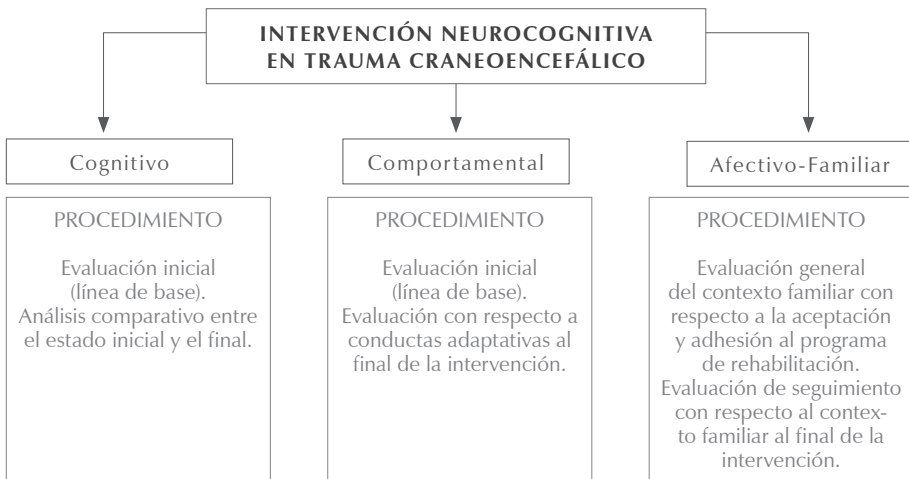 INTERVENCIÓN NEUROCOGNITIVA
EN TRAUMA CRANEOENCEFÁLICO
Cognitivo
PROCEDIMIENTO
Evaluación inicial
(línea de base).
Análisis comparativo entre
el estado inicial y el final.
Comportamental
PROCEDIMIENTO
Evaluación inicial
(línea de base).
Evaluación con respecto a
conductas adaptativas al
final de la intervención.
Afectivo-Familiar
PROCEDIMIENTO
Evaluación general
del contexto familiar con
respecto a la aceptación
y adhesión al programa
de rehabilitación.
Evaluación de seguimiento
con respecto al contex-
to familiar al final de la
intervención.